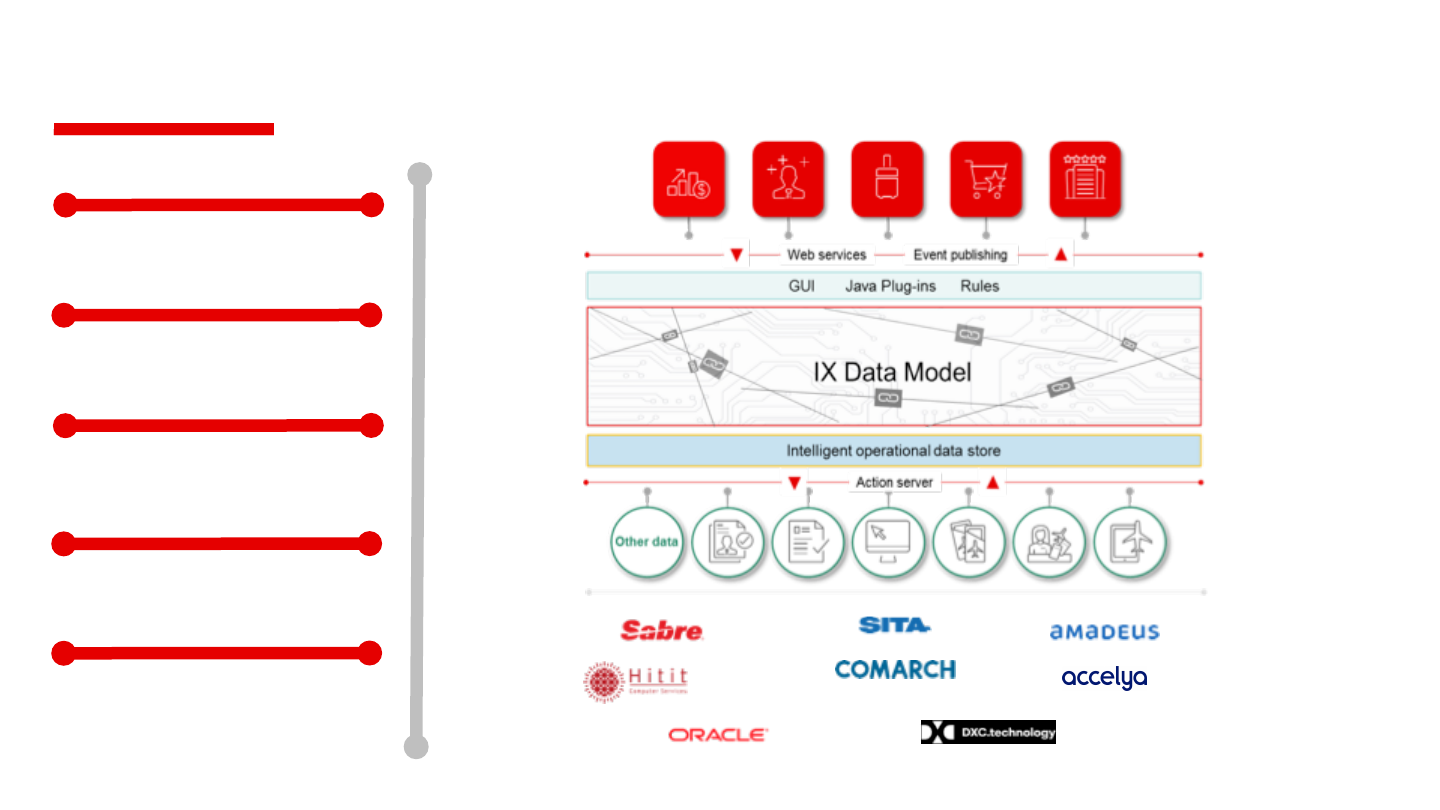 Web services Event publishing
GUI Java Plug-ins Rules
IX Data Model
Intelligent operational data store
Action server
Other data
Sabre SITA amadeus
Hitit COMARCH accelya
Computer Services
ORACLE DXC.technology